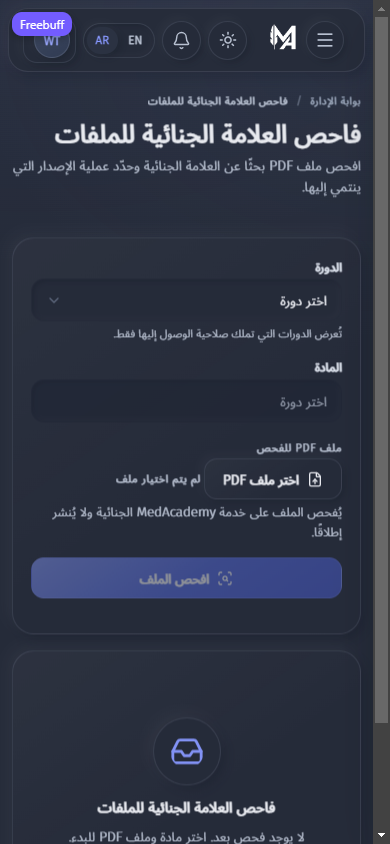 Freebuff
WT
AR EN
MA
بوابة الإدارة / فاحص العلامة الجنائية للملفات
فاحص العلامة الجنائية للملفات
افحص ملف PDF بحثًا عن العلامة الجنائية وحدّد عملية الإصدار التي
ينتمي إليها.
الدورة
اختر دورة
تُعرض الدورات التي تملك صلاحية الوصول إليها فقط.
المادة
اختر دورة
ملف PDF للفحص
اختر ملف PDF لم يتم اختيار ملف
يُفحص الملف على خدمة MedAcademy الجنائية ولا يُنشر
إطلاقًا.
افحص الملف
فاحص العلامة الجنائية للملفات
لا يوجد فحص بعد. اختر مادة وملف PDF للبدء.